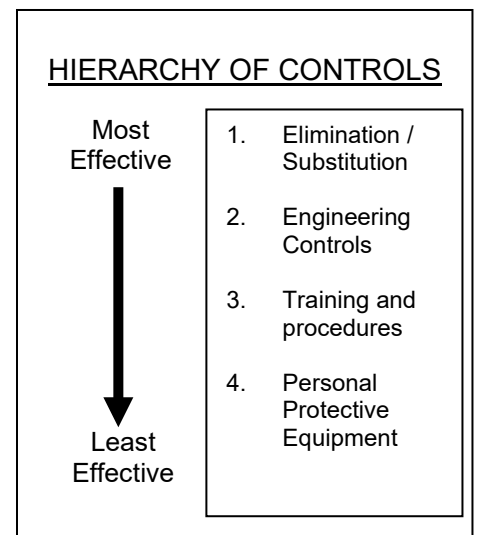 HIERARCHY OF CONTROLS
Most
Effective
1. Elimination /
Substitution
2. Engineering
Controls
3. Training and
procedures
4. Personal
Protective
Equipment
Least
Effective